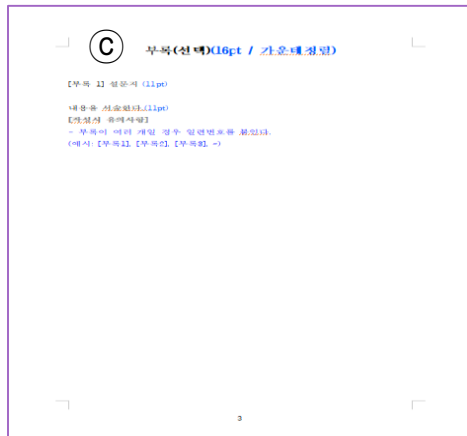 Ⓒ 부록(선택)(16pt / 가운데정렬)
[부록 1] 설문지 (11pt)
내용을 서술한다.(11pt)
[작성시 유의사항]
- 부록이 여러 개일 경우 일련번호를 붙인다.
(예시: [부록1], [부록2], [부록3], ~)
3